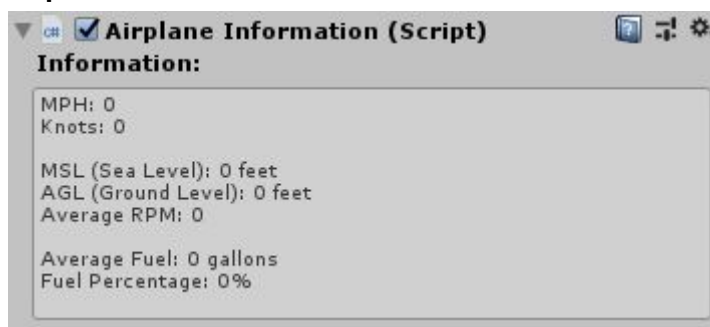 Airplane Information (Script)
Information:
MPH: 0
Knots: 0
MSL (Sea Level): 0 feet
AGL (Ground Level): 0 feet
Average RPM: 0
Average Fuel: 0 gallons
Fuel Percentage: 0%